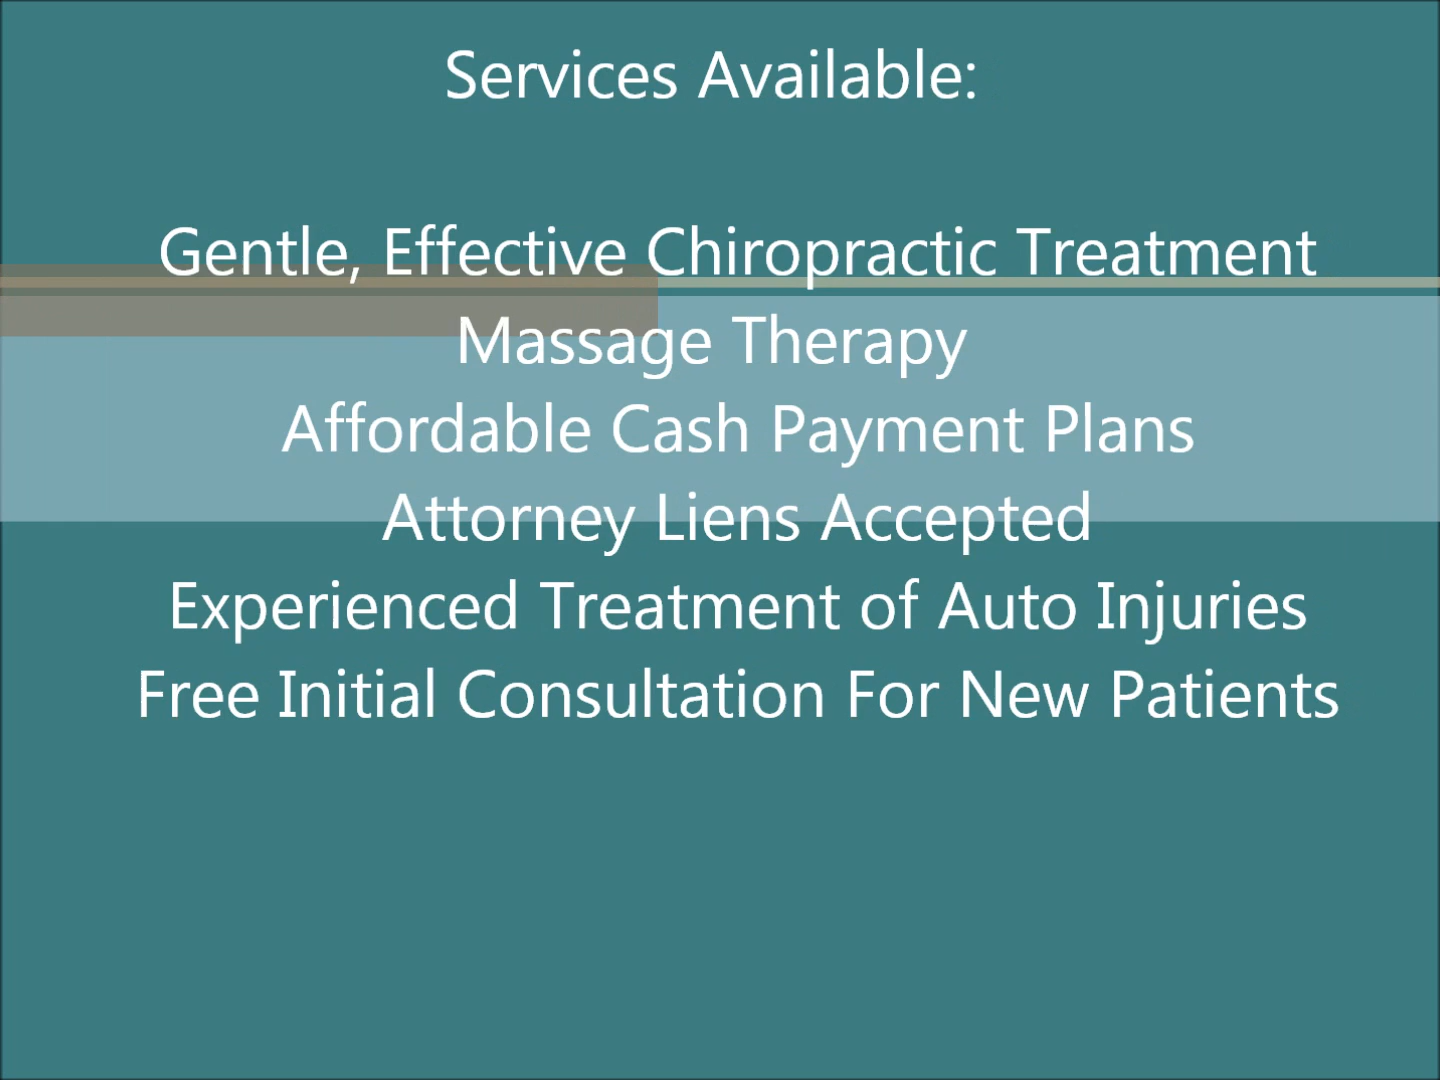 Services Available:
Gentle, Effective Chiropractic Treatment
Massage Therapy
Affordable Cash Payment Plans
Attorney Liens Accepted
Experienced Treatment of Auto Injuries
Free Initial Consultation For New Patients